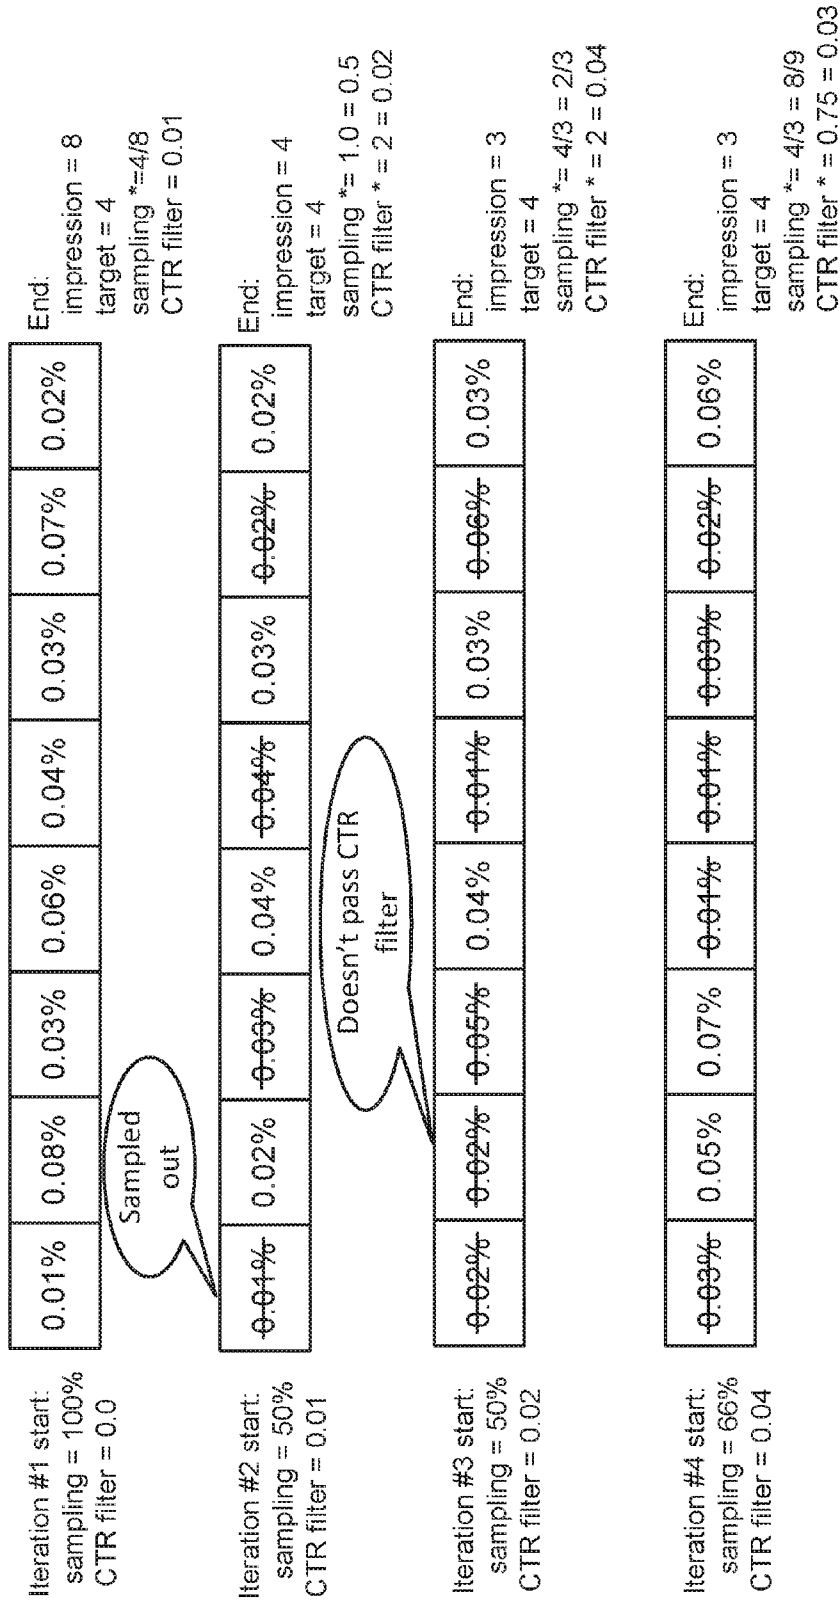 Iteration #1 start:
sampling = 100%
CTR filter = 0.0
0.01% 0.08% 0.03% 0.06% 0.04% 0.03% 0.07% 0.02%
End:
impression = 8
target = 4
sampling *=4/8
CTR filter = 0.01
Sampled
out
Iteration #2 start:
sampling = 50%
CTR filter = 0.01
0.01% 0.02% 0.03% 0.04% 0.04% 0.03% 0.02% 0.02%
End:
impression = 4
target = 4
sampling *= 1.0 = 0.5
CTR filter * = 2 = 0.02
Doesn't pass CTR
filter
Iteration #3 start:
sampling = 50%
CTR filter = 0.02
0.02% 0.02% 0.05% 0.04% 0.01% 0.03% 0.06% 0.03%
End:
impression = 3
target = 4
sampling *= 4/3 = 2/3
CTR filter * = 2 = 0.04
Iteration #4 start:
sampling = 66%
CTR filter = 0.04
0.03% 0.05% 0.07% 0.01% 0.01% 0.03% 0.02% 0.06%
End:
impression = 3
target = 4
sampling *= 4/3 = 8/9
CTR filter * = 0.75 = 0.03